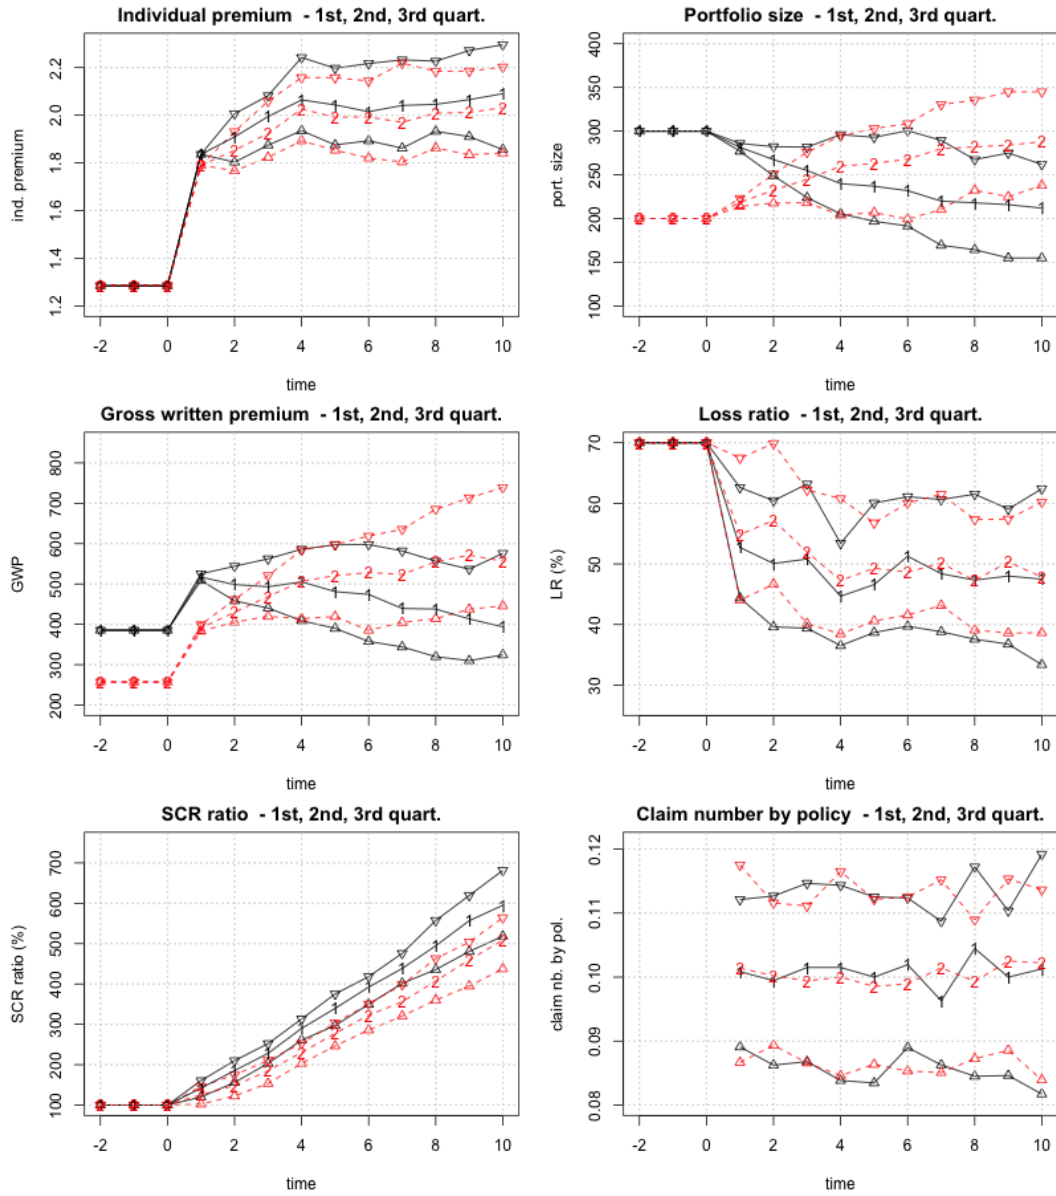 Individual premium - 1st, 2nd, 3rd quart.
ind. premium
2.2
2.0
1.8
1.6
1.4
1.2
-2 0 2 4 6 8 10
time
Portfolio size - 1st, 2nd, 3rd quart.
port. size
400
350
300
250
200
150
100
-2 0 2 4 6 8 10
time
Gross written premium - 1st, 2nd, 3rd quart.
GWP
800
700
600
500
400
300
200
-2 0 2 4 6 8 10
time
Loss ratio - 1st, 2nd, 3rd quart.
LR (%)
70
60
50
40
30
-2 0 2 4 6 8 10
time
SCR ratio - 1st, 2nd, 3rd quart.
SCR ratio (%)
700
600
500
400
300
200
100
-2 0 2 4 6 8 10
time
Claim number by policy - 1st, 2nd, 3rd quart.
claim nb. by pol.
0.12
0.11
0.10
0.09
0.08
-2 0 2 4 6 8 10
time